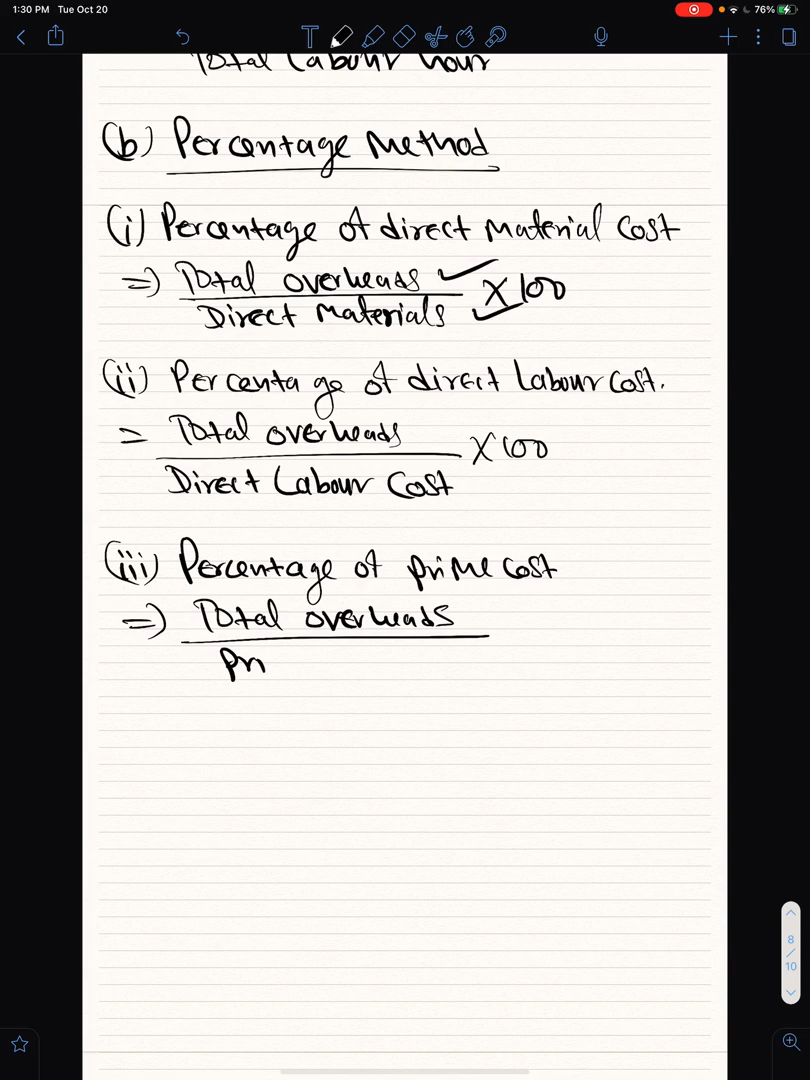 1:30 PM Tue Oct 20
76%
Total Labour hour
(b) Percentage Method
(i) Percentage of direct Material Cost
=) Total overheads
Direct Materials X 100
(ii) Percentage of direct Labour Cost.
= Total overheads
Direct Labour Cost X 100
(iii) Percentage of prime Cost
=) Total overheads
pri
8
/
10